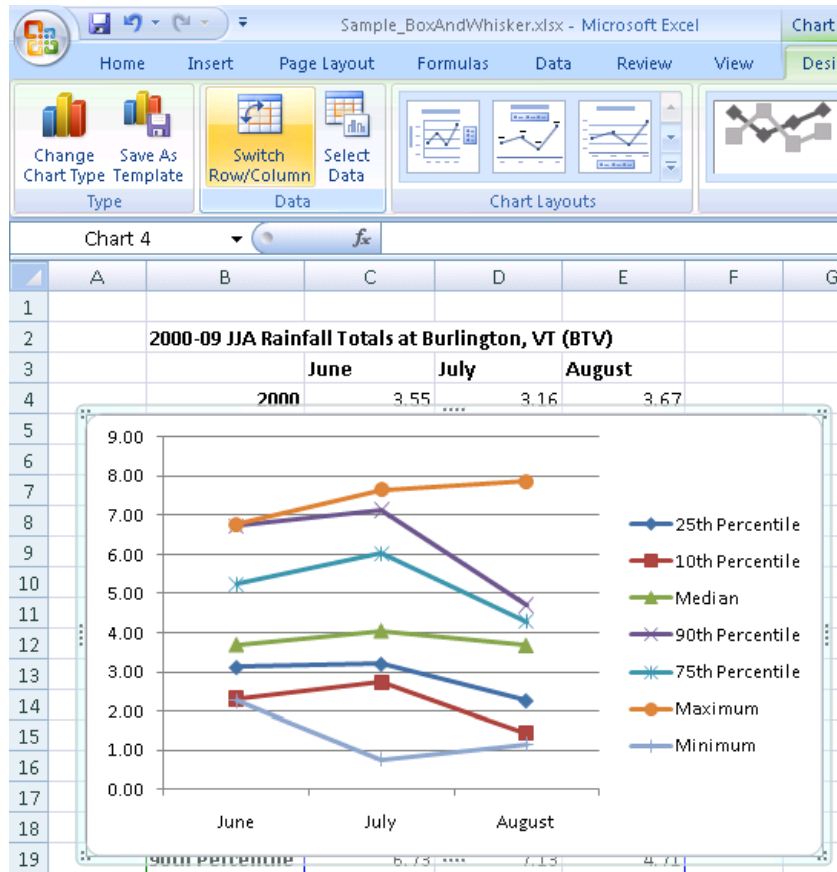 Sample_BoxAndWhisker.xlsx - Microsoft Excel
Chart
Home Insert Page Layout Formulas Data Review View Desi
Change Chart Type
Save As Template
Switch Row/Column
Select Data
Type
Data
Chart Layouts
Chart 4
fx
A B C D E F G
1
2 2000-09 JJA Rainfall Totals at Burlington, VT (BTV)
3 June July August
4 2000 3.55 3.16 3.67
5
6
7
8
9
10
11
12
13
14
15
16
17
18
9.00
8.00
7.00
6.00
5.00
4.00
3.00
2.00
1.00
0.00
June July August
25th Percentile
10th Percentile
Median
90th Percentile
75th Percentile
Maximum
Minimum
19 90th Percentile 6.73 7.13 4.71